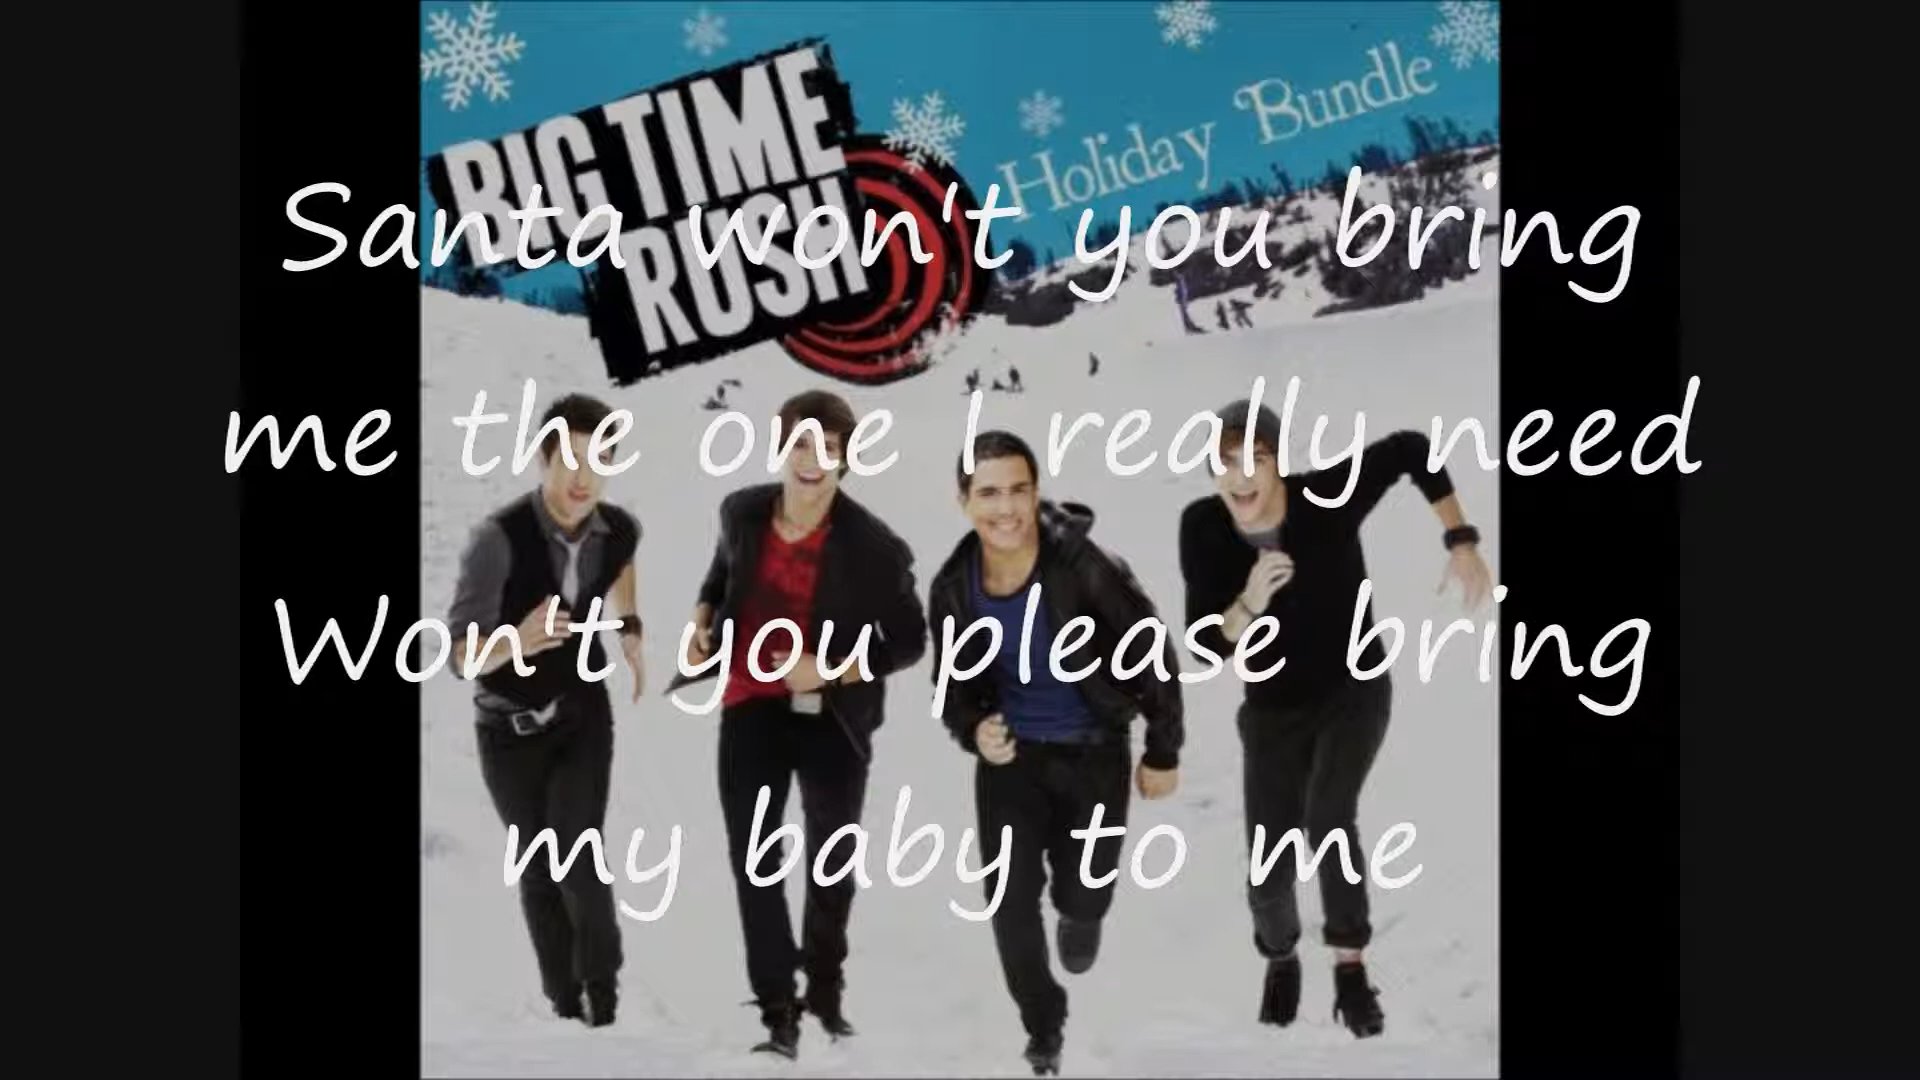 BIG TIME
RUSH
Holiday Bundle
Santa won't you bring
me the one I really need
Won't you please bring
my baby to me